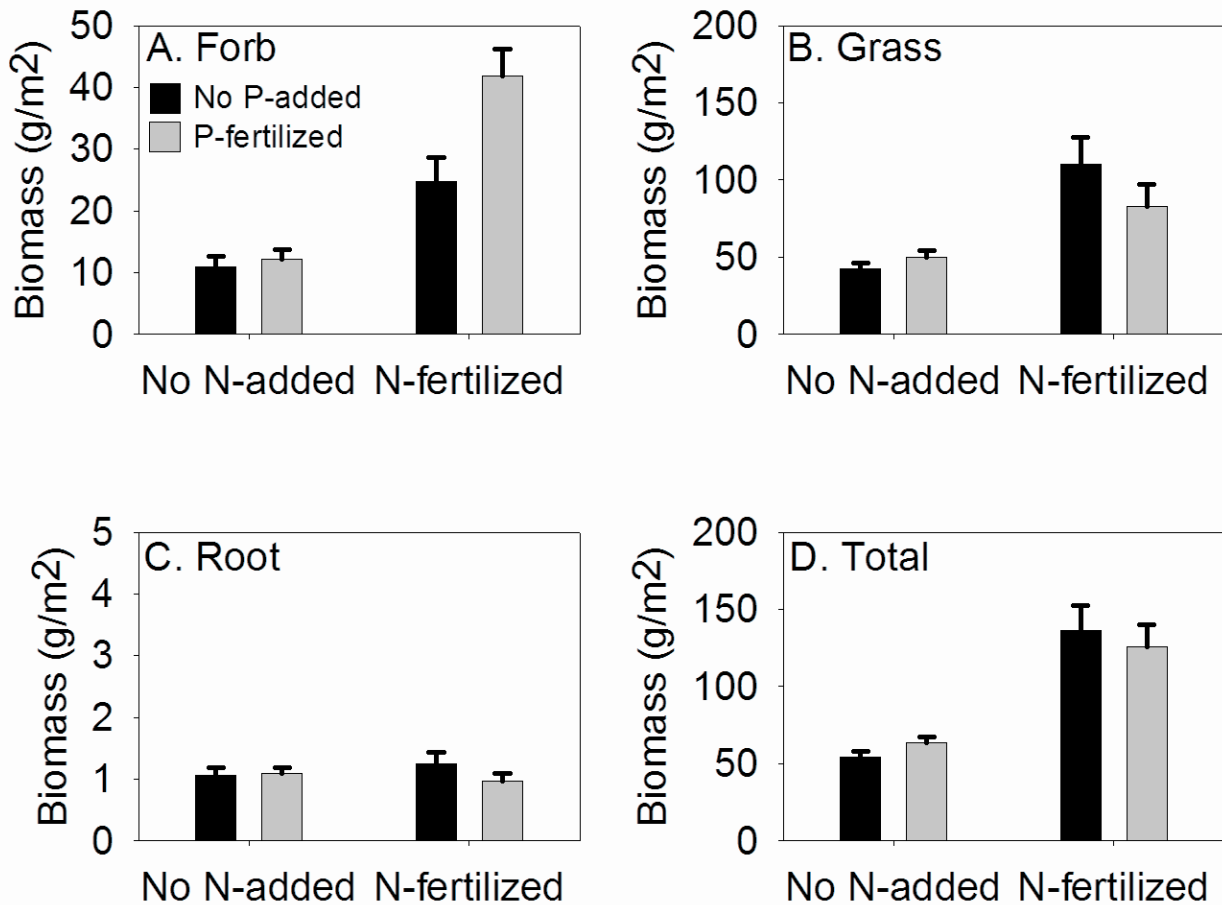 A. Forb
No P-added
P-fertilized
Biomass (g/m2)
50
40
30
20
10
0
No N-added N-fertilized
B. Grass
Biomass (g/m2)
200
150
100
50
0
No N-added N-fertilized
C. Root
Biomass (g/m2)
5
4
3
2
1
0
No N-added N-fertilized
D. Total
Biomass (g/m2)
200
150
100
50
0
No N-added N-fertilized